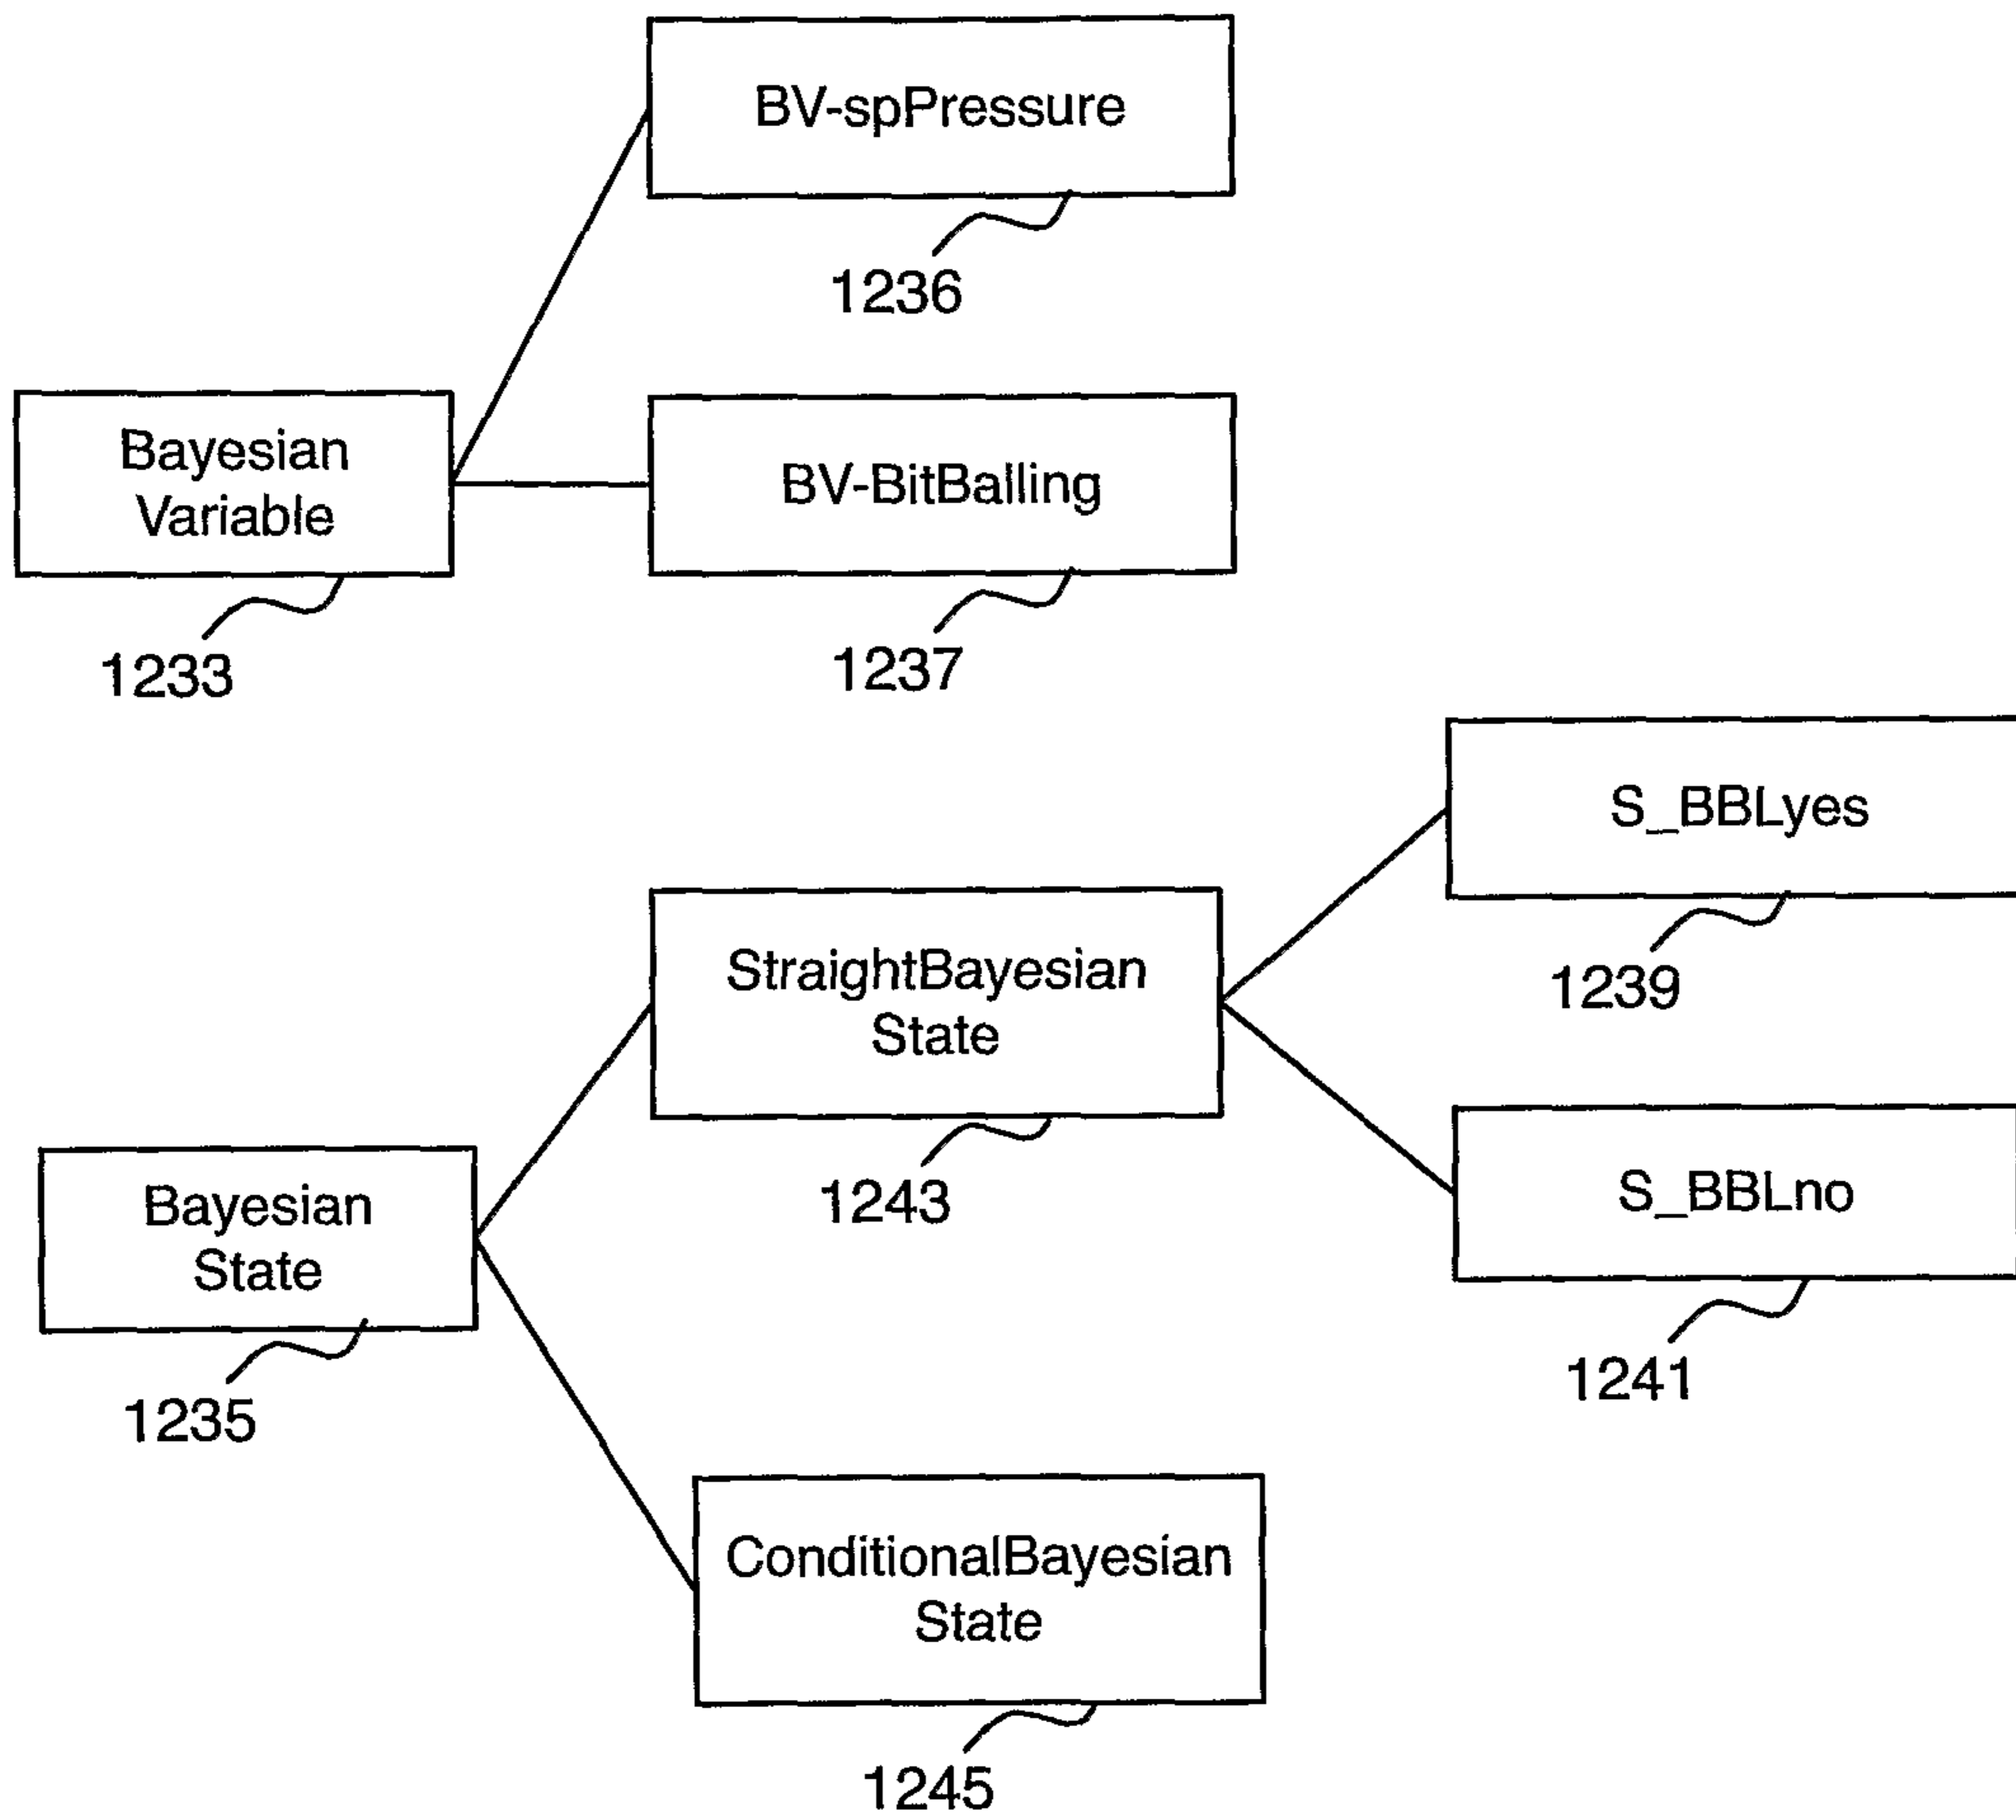 BV-spPressure
1236
Bayesian
Variable
1233
BV-BitBalling
1237
S_BBLyes
1239
StraightBayesian
State
1243
S_BBLno
1241
Bayesian
State
1235
ConditionalBayesian
State
1245